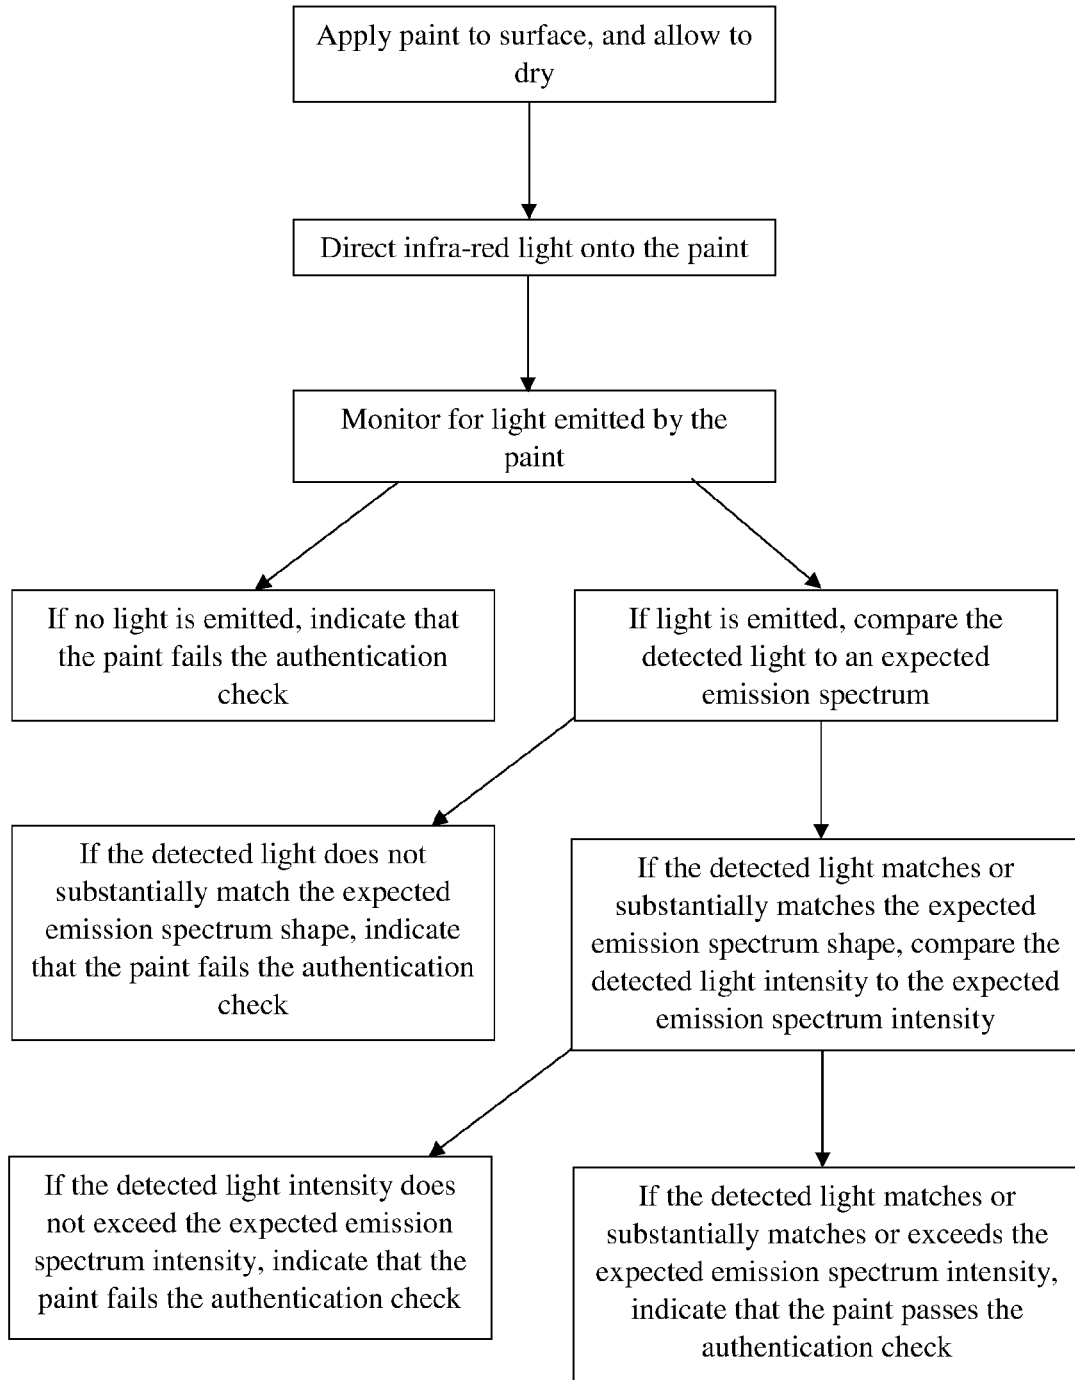 Apply paint to surface, and allow to
dry
Direct infra-red light onto the paint
Monitor for light emitted by the
paint
If no light is emitted, indicate that
the paint fails the authentication
check
If light is emitted, compare the
detected light to an expected
emission spectrum
If the detected light does not
substantially match the expected
emission spectrum shape, indicate
that the paint fails the authentication
check
If the detected light matches or
substantially matches the expected
emission spectrum shape, compare the
detected light intensity to the expected
emission spectrum intensity
If the detected light intensity does
not exceed the expected emission
spectrum intensity, indicate that the
paint fails the authentication check
If the detected light matches or
substantially matches or exceeds the
expected emission spectrum intensity,
indicate that the paint passes the
authentication check